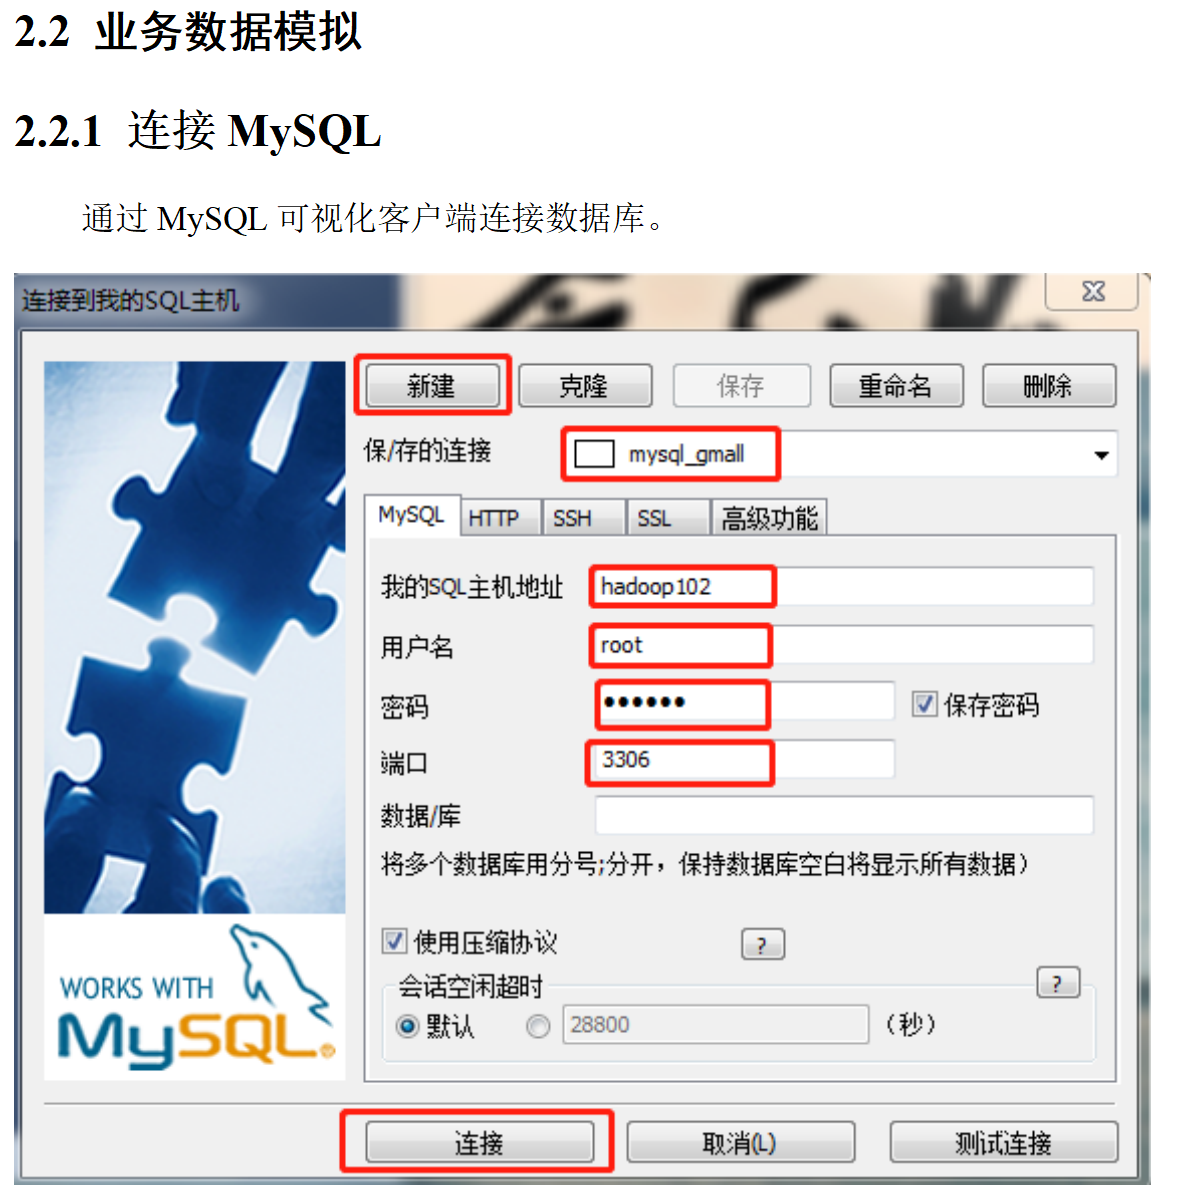 2.2 业务数据模拟
2.2.1 连接 MySQL
通过 MySQL 可视化客户端连接数据库。
连接到我的SQL主机
新建 克隆 保存 重命名 删除
保/存的连接 mysql_gmall
MySQL HTTP SSH SSL 高级功能
我的SQL主机地址 hadoop102
用户名 root
密码 •••••• 保存密码
端口 3306
数据/库
将多个数据库用分号;分开，保持数据库空白将显示所有数据）
使用压缩协议 ?
会话空闲超时 ?
默认 28800 （秒）
WORKS WITH
MySQL®
连接 取消(L) 测试连接